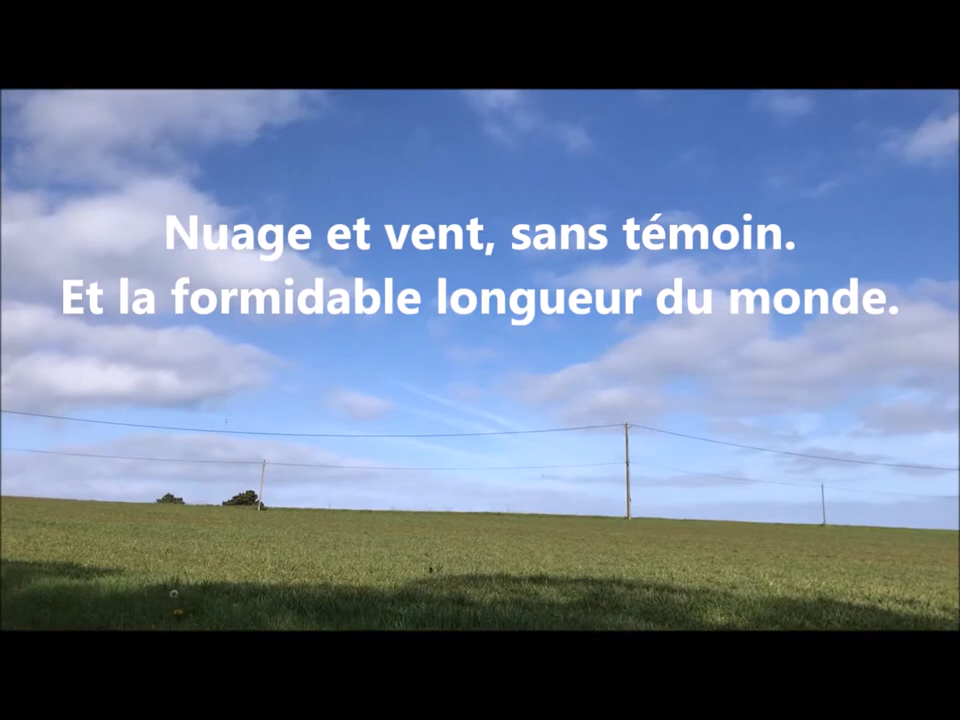 Nuage et vent, sans témoin.
Et la formidable longueur du monde.